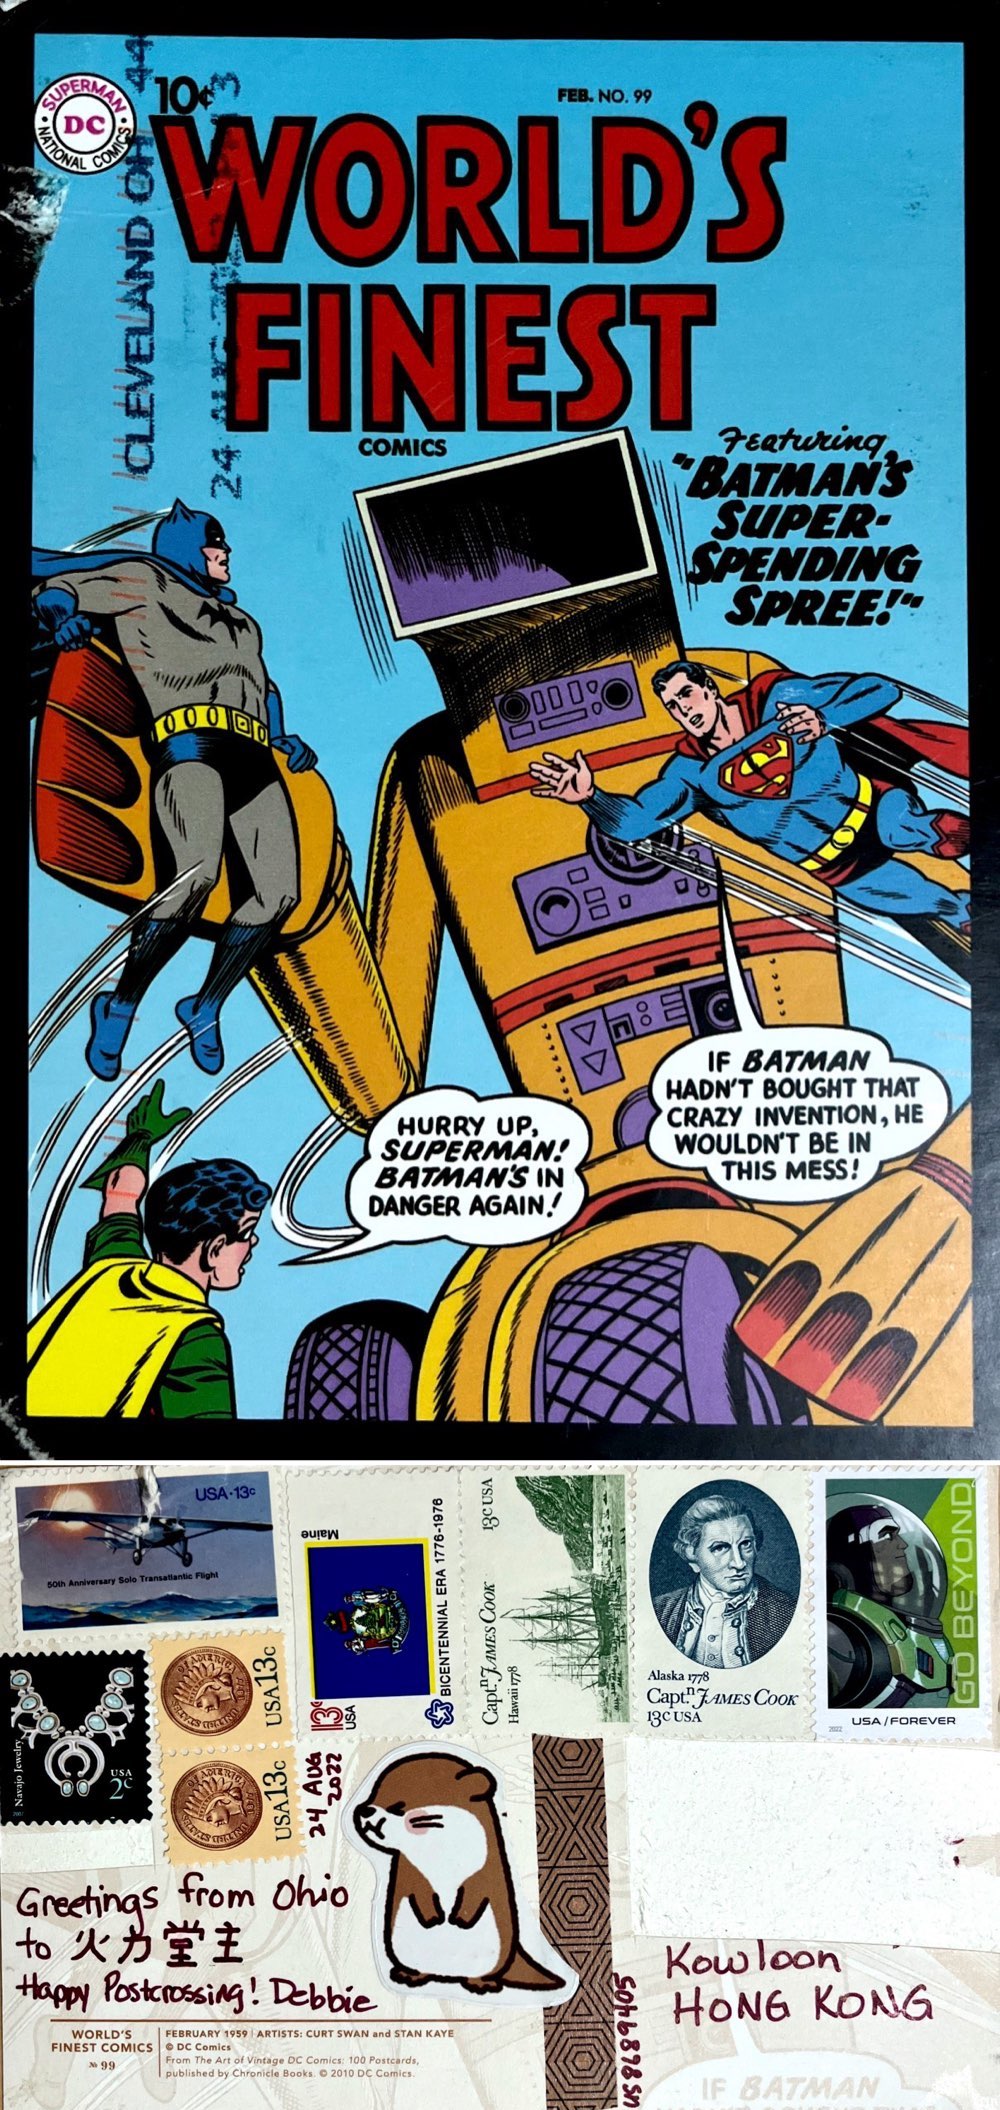 SUPERMAN
DC
NATIONAL COMICS
10¢
FEB. NO. 99
WORLD'S
FINEST
COMICS
CLEVELAND OH 44
24 AUG
Featuring
"BATMAN'S
SUPER-
SPENDING
SPREE!"
IF BATMAN
HADN'T BOUGHT THAT
CRAZY INVENTION, HE
WOULDN'T BE IN
THIS MESS!
HURRY UP,
SUPERMAN!
BATMAN'S IN
DANGER AGAIN!
USA·13c
50th Anniversary Solo Transatlantic Flight
Maine
BICENTENNIAL ERA 1776-1976
13c
USA
13c USA
Captn JAMES COOK
Hawaii 1778
Alaska 1778
Captn JAMES COOK
13c USA
GO BEYOND
2022
USA/FOREVER
Navajo Jewelry
USA
2c
2007
USA 13c
USA 13c
24 AUG
2022
Greetings from Ohio
to 火力堂主
Happy Postcrossing! Debbie
Kowloon
HONG KONG
US8689405
WORLD'S
FINEST COMICS
No 99
FEBRUARY 1959 | ARTISTS: CURT SWAN and STAN KAYE
© DC Comics
From The Art of Vintage DC Comics: 100 Postcards,
published by Chronicle Books. © 2010 DC Comics.
IF BATMAN